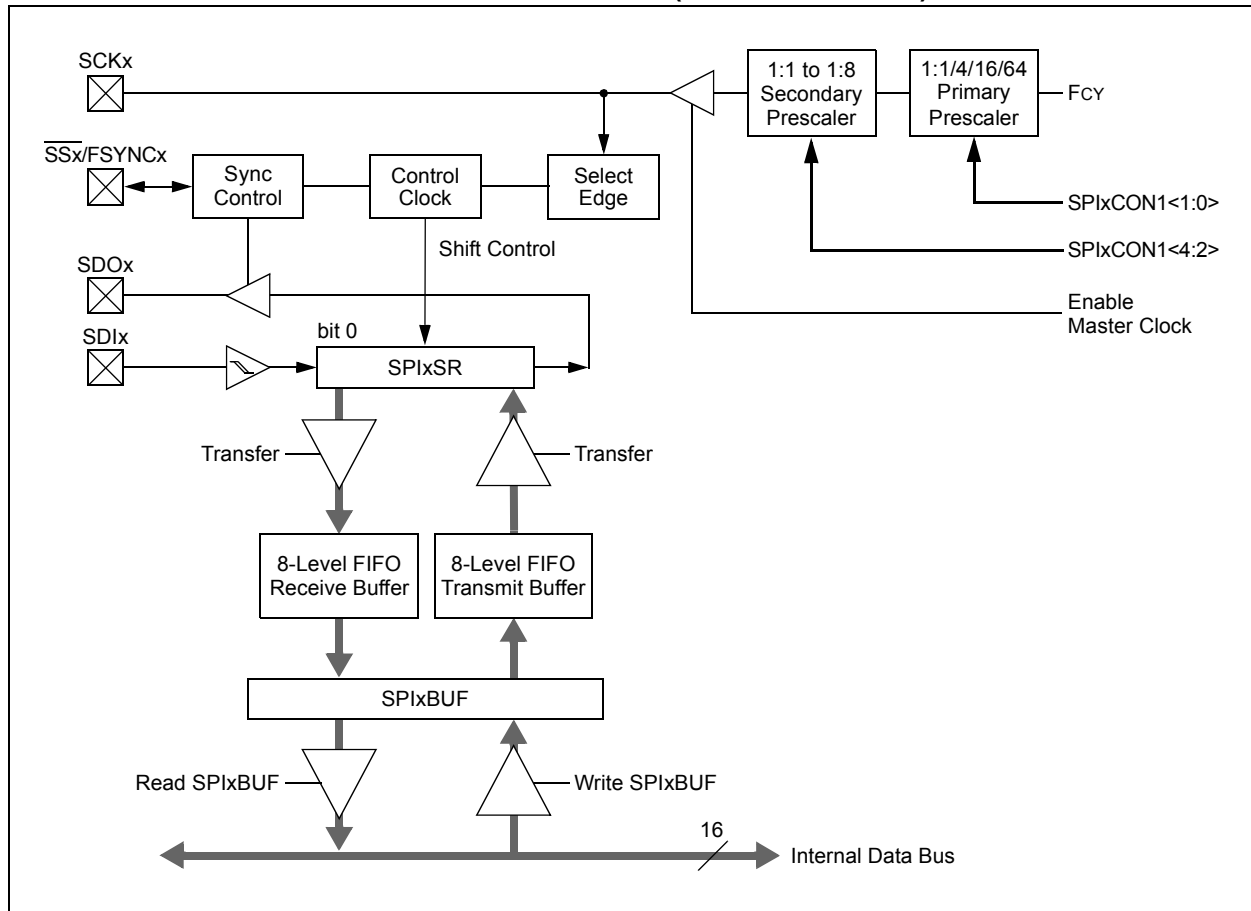 SCKx
1:1 to 1:8
Secondary
Prescaler
1:1/4/16/64
Primary
Prescaler
FCY
SSx/FSYNCx
Sync
Control
Control
Clock
Select
Edge
SPIxCON1<1:0>
SPIxCON1<4:2>
Shift Control
SDOx
Enable
Master Clock
SDIx
bit 0
SPIxSR
Transfer
Transfer
8-Level FIFO
Receive Buffer
8-Level FIFO
Transmit Buffer
SPIxBUF
Read SPIxBUF
Write SPIxBUF
16
Internal Data Bus